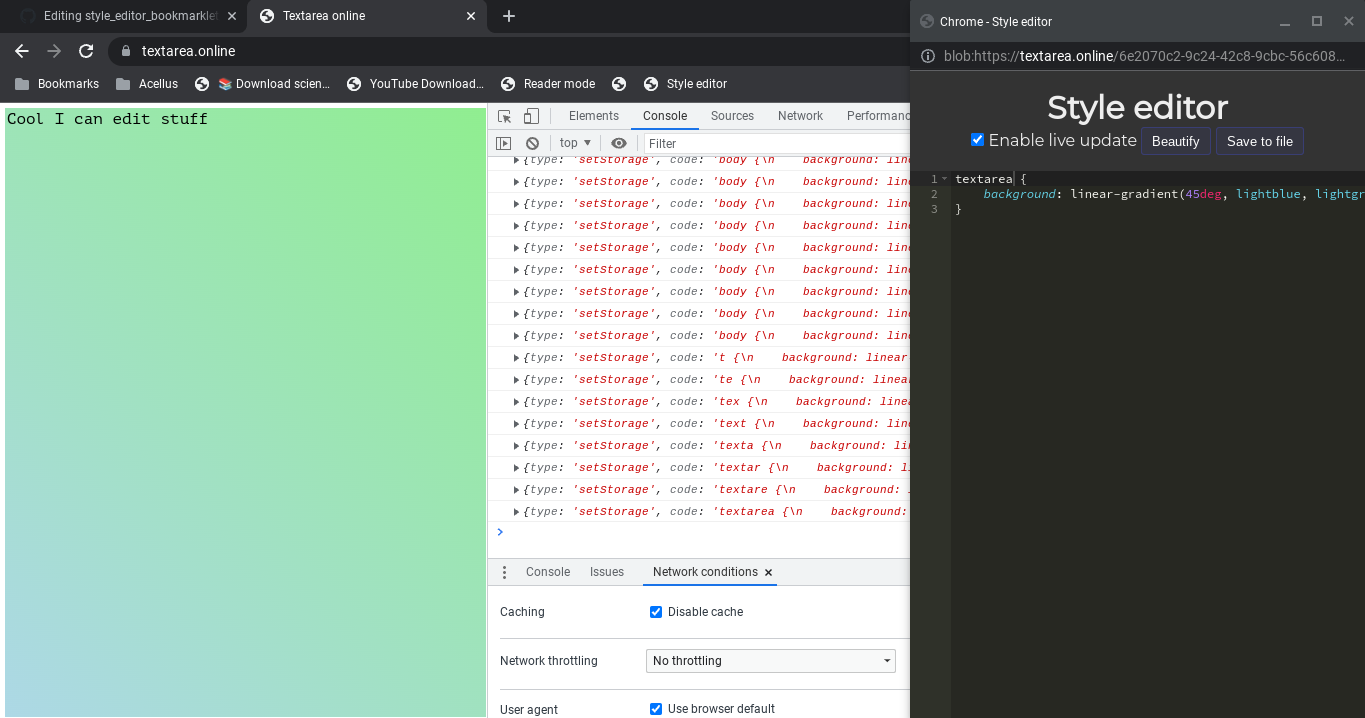 Editing style_editor_bookmarklet
Textarea online
textarea.online
Bookmarks
Acellus
📚 Download scien...
YouTube Download...
Reader mode
Style editor
Cool I can edit stuff
Elements
Console
Sources
Network
Performanc
top
Filter
{type: 'setStorage', code: 'body {\n    background: line
{type: 'setStorage', code: 'body {\n    background: line
{type: 'setStorage', code: 'body {\n    background: line
{type: 'setStorage', code: 'body {\n    background: line
{type: 'setStorage', code: 'body {\n    background: line
{type: 'setStorage', code: 'body {\n    background: line
{type: 'setStorage', code: 'body {\n    background: line
{type: 'setStorage', code: 'body {\n    background: line
{type: 'setStorage', code: 'body {\n    background: line
{type: 'setStorage', code: 't {\n    background: linear
{type: 'setStorage', code: 'te {\n    background: linea
{type: 'setStorage', code: 'tex {\n    background: linea
{type: 'setStorage', code: 'text {\n    background: line
{type: 'setStorage', code: 'texta {\n    background: lin
{type: 'setStorage', code: 'textar {\n    background: li
{type: 'setStorage', code: 'textare {\n    background: l
{type: 'setStorage', code: 'textarea {\n    background:
>
Console
Issues
Network conditions
Caching
Disable cache
Network throttling
No throttling
User agent
Use browser default
Chrome - Style editor
blob:https://textarea.online/6e2070c2-9c24-42c8-9cbc-56c608...
Style editor
Enable live update
Beautify
Save to file
1 textarea {
2     background: linear-gradient(45deg, lightblue, lightgr
3 }